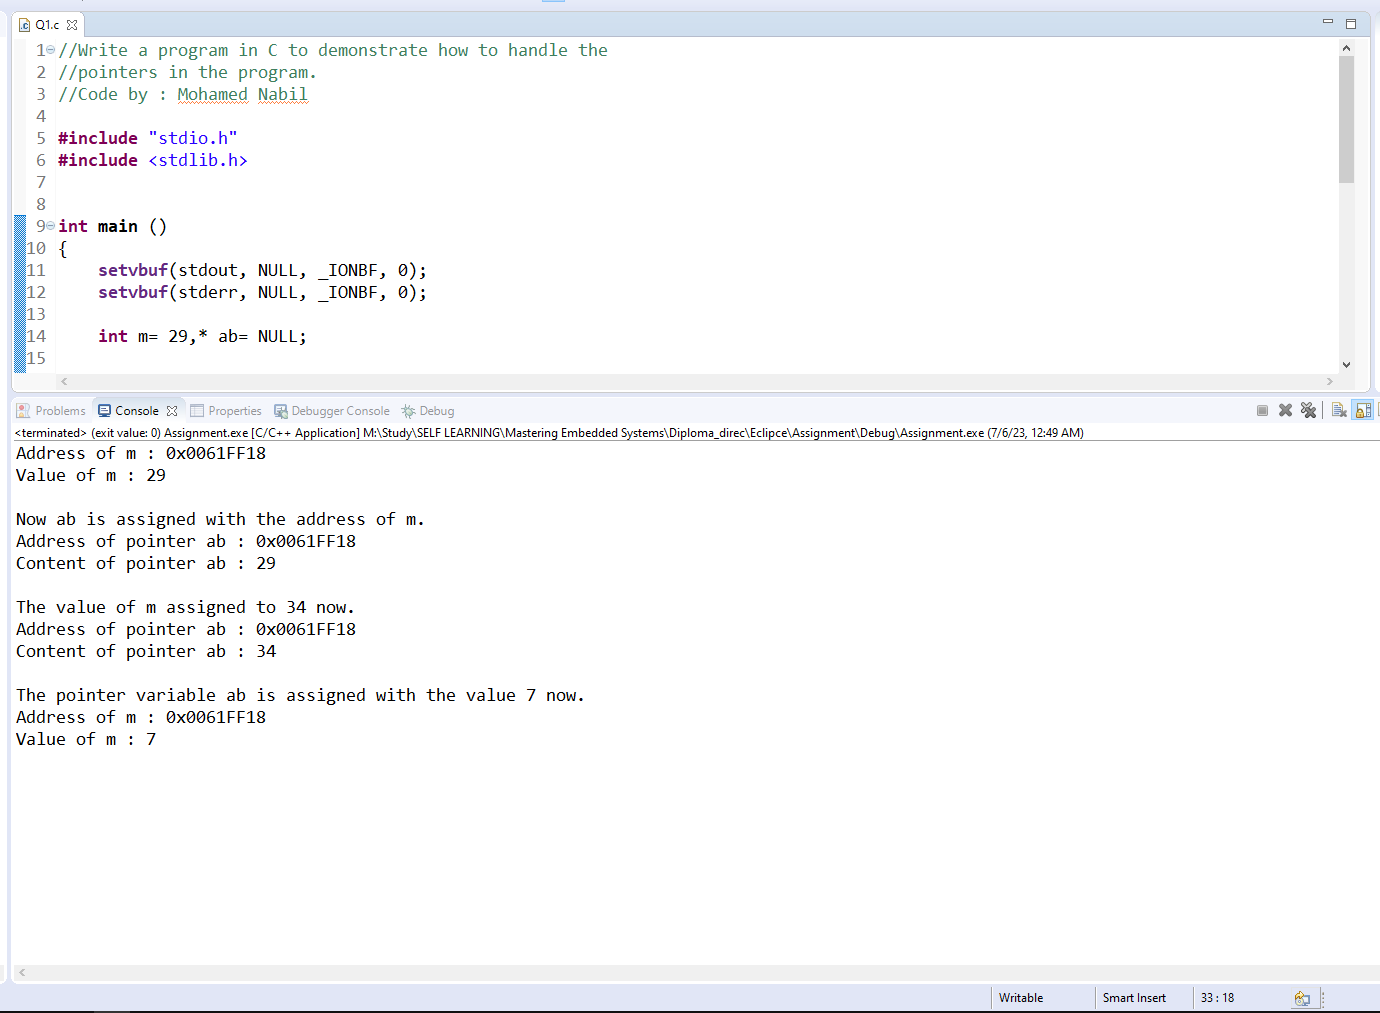 Q1.c
1 //Write a program in C to demonstrate how to handle the
2 //pointers in the program.
3 //Code by : Mohamed Nabil
4
5 #include "stdio.h"
6 #include <stdlib.h>
7
8
9 int main ()
10 {
11     setvbuf(stdout, NULL, _IONBF, 0);
12     setvbuf(stderr, NULL, _IONBF, 0);
13
14     int m= 29,* ab= NULL;
15
Problems Console Properties Debugger Console Debug
<terminated> (exit value: 0) Assignment.exe [C/C++ Application] M:\Study\SELF LEARNING\Mastering Embedded Systems\Diploma_direc\Eclipce\Assignment\Debug\Assignment.exe (7/6/23, 12:49 AM)
Address of m : 0x0061FF18
Value of m : 29

Now ab is assigned with the address of m.
Address of pointer ab : 0x0061FF18
Content of pointer ab : 29

The value of m assigned to 34 now.
Address of pointer ab : 0x0061FF18
Content of pointer ab : 34

The pointer variable ab is assigned with the value 7 now.
Address of m : 0x0061FF18
Value of m : 7
Writable Smart Insert 33 : 18